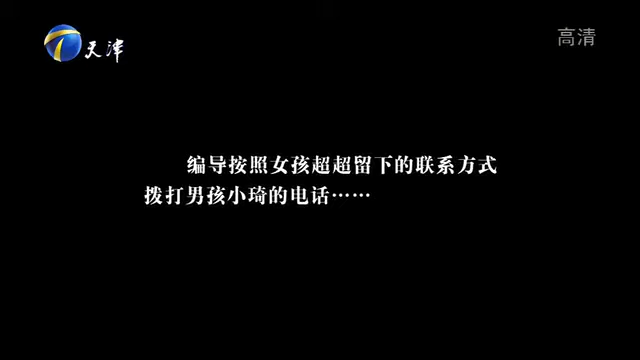 天津
高清
编导按照女孩超超留下的联系方式
拨打男孩小琦的电话……